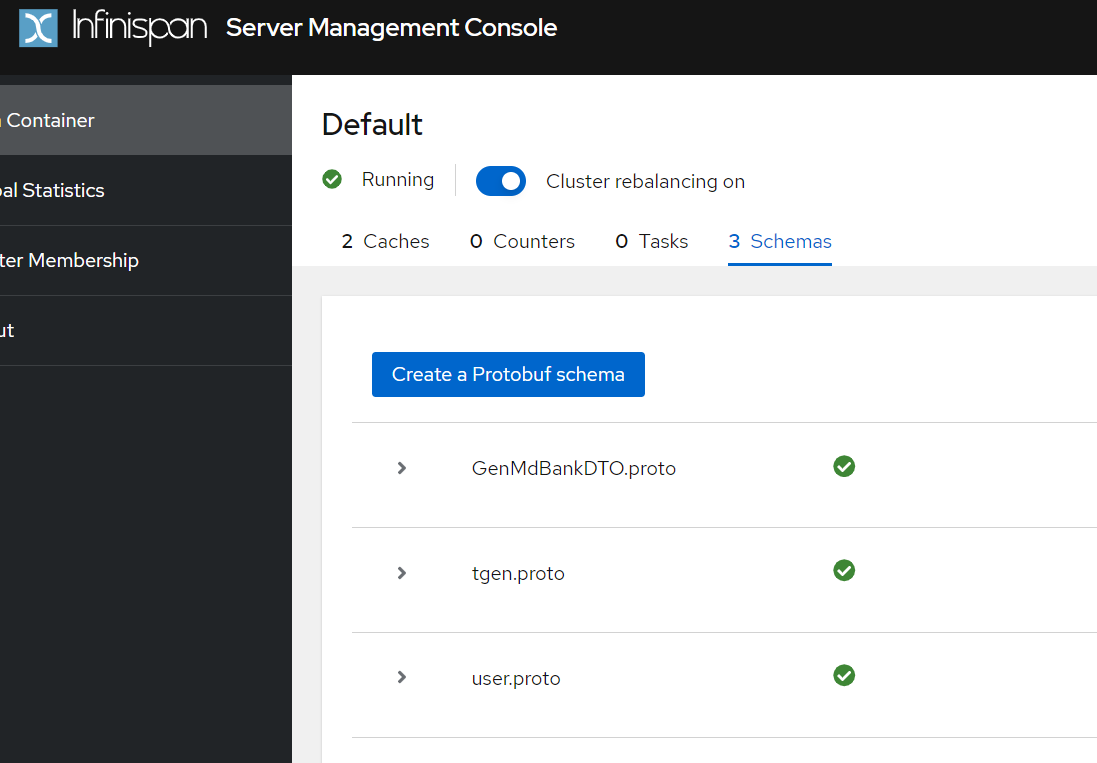 Infinispan Server Management Console
Container
al Statistics
ter Membership
ut
Default
Running
Cluster rebalancing on
2 Caches
0 Counters
0 Tasks
3 Schemas
Create a Protobuf schema
GenMdBankDTO.proto
tgen.proto
user.proto